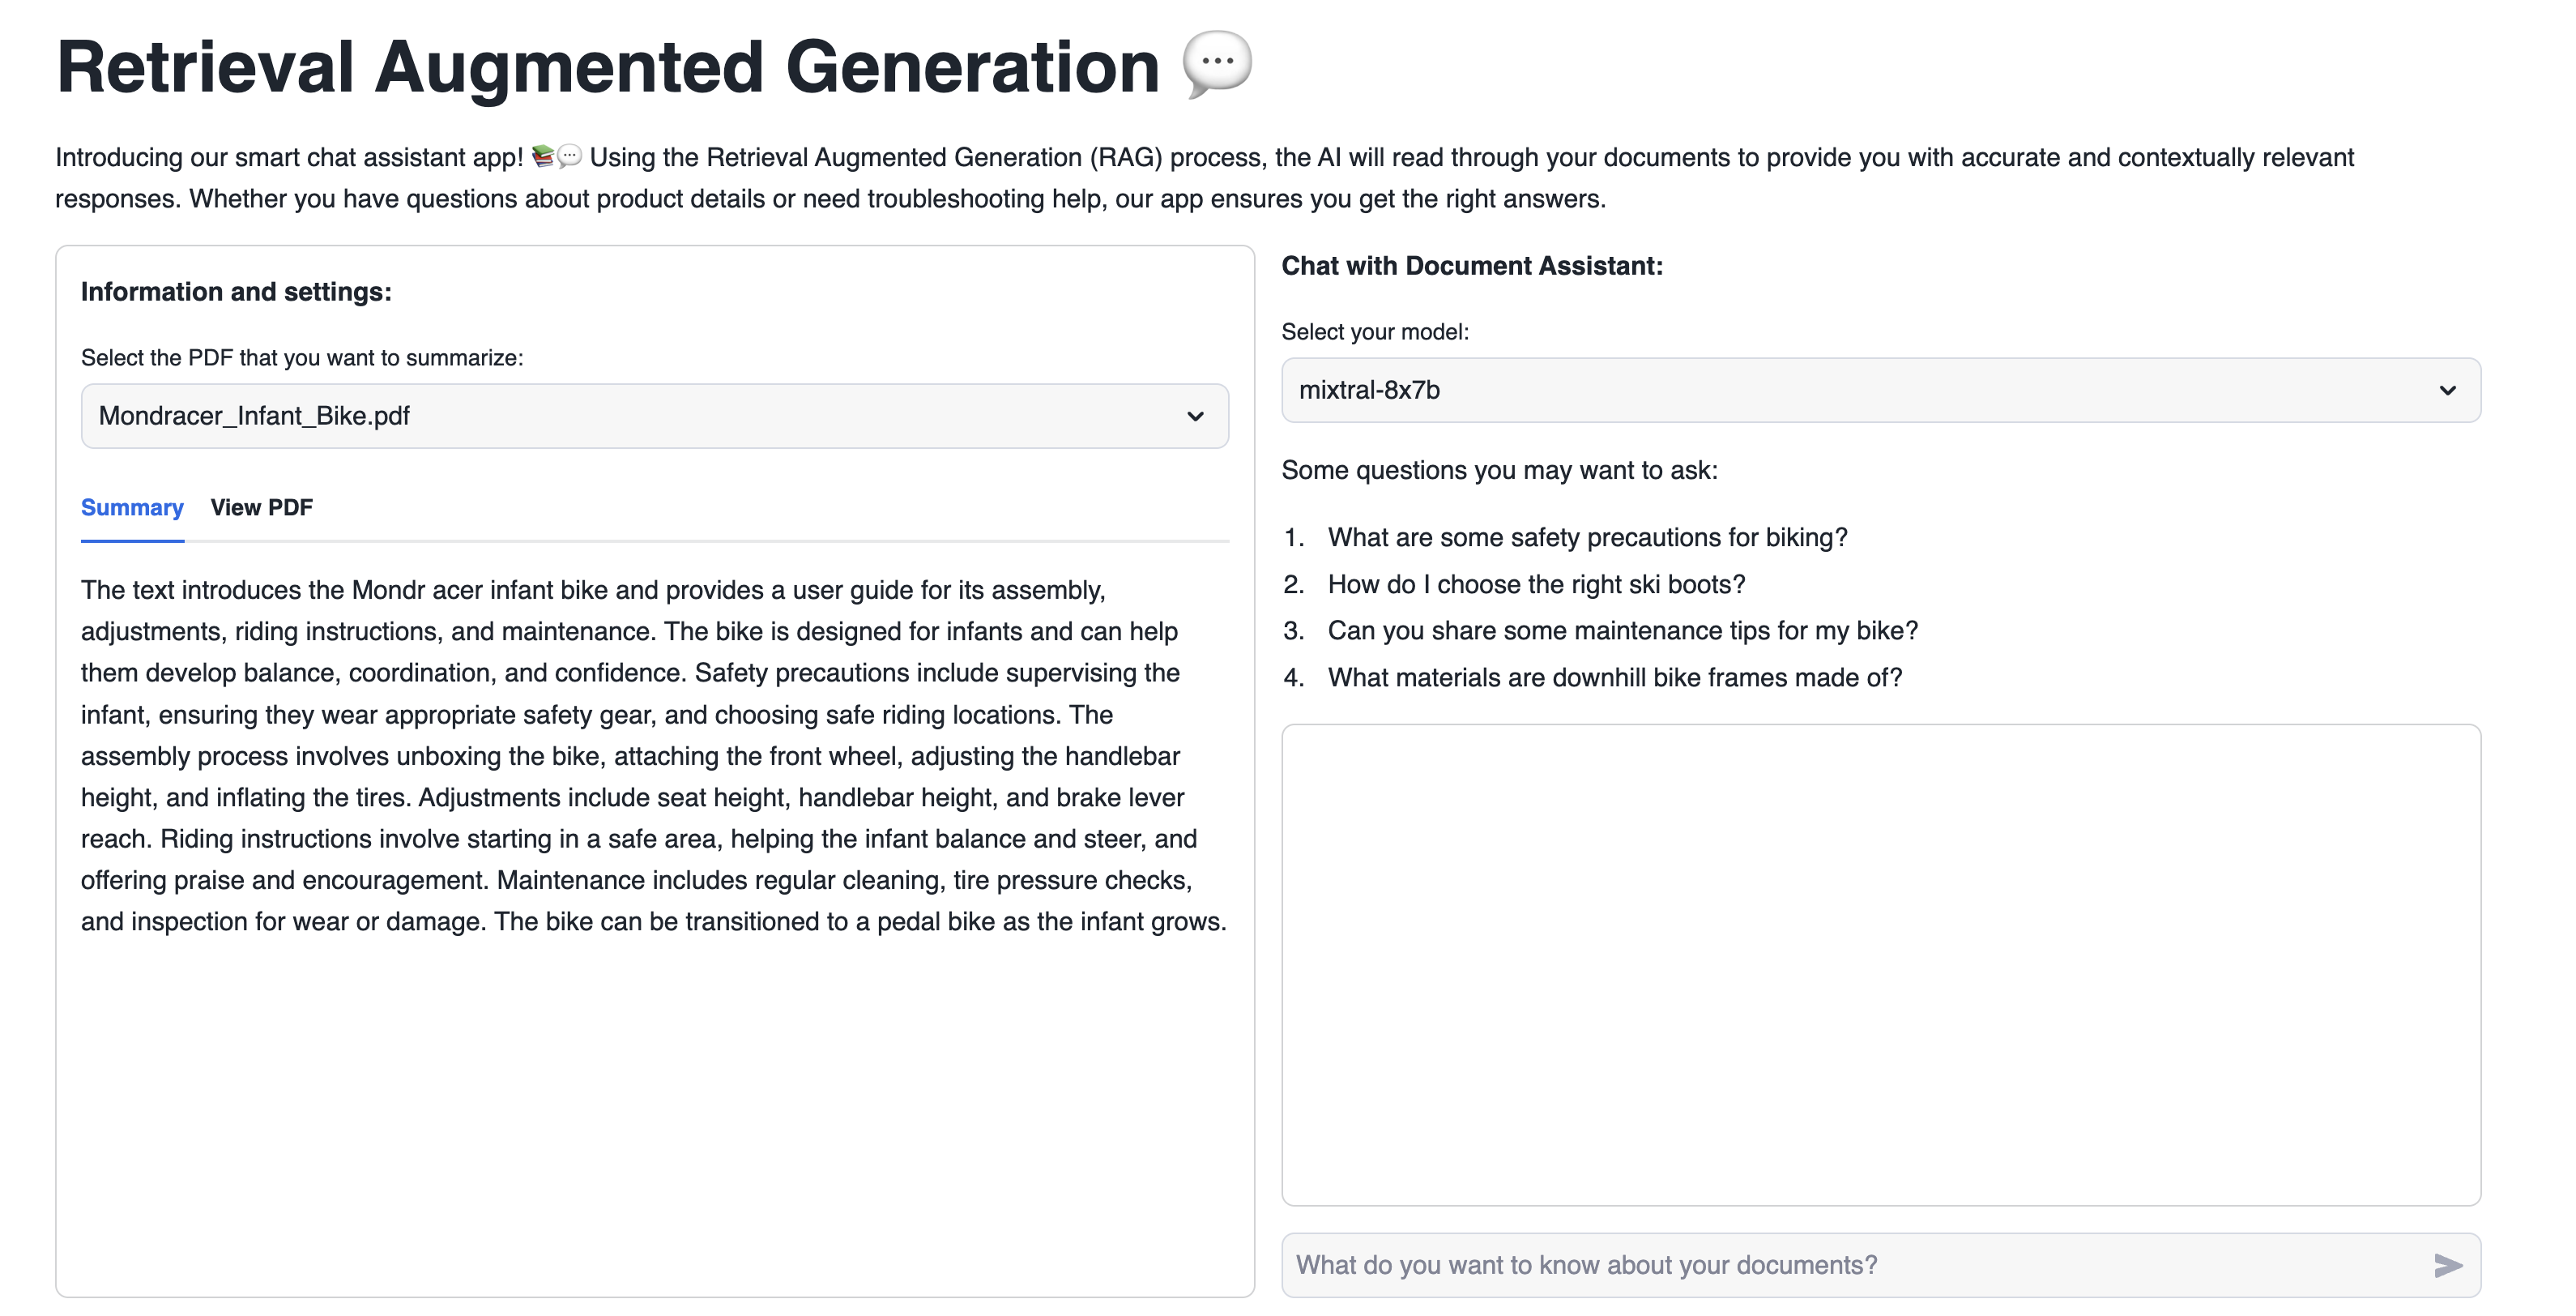 Retrieval Augmented Generation 💬
Introducing our smart chat assistant app! 📚💬 Using the Retrieval Augmented Generation (RAG) process, the AI will read through your documents to provide you with accurate and contextually relevant
responses. Whether you have questions about product details or need troubleshooting help, our app ensures you get the right answers.
Information and settings:
Select the PDF that you want to summarize:
Mondracer_Infant_Bike.pdf
Summary View PDF
The text introduces the Mondr acer infant bike and provides a user guide for its assembly,
adjustments, riding instructions, and maintenance. The bike is designed for infants and can help
them develop balance, coordination, and confidence. Safety precautions include supervising the
infant, ensuring they wear appropriate safety gear, and choosing safe riding locations. The
assembly process involves unboxing the bike, attaching the front wheel, adjusting the handlebar
height, and inflating the tires. Adjustments include seat height, handlebar height, and brake lever
reach. Riding instructions involve starting in a safe area, helping the infant balance and steer, and
offering praise and encouragement. Maintenance includes regular cleaning, tire pressure checks,
and inspection for wear or damage. The bike can be transitioned to a pedal bike as the infant grows.
Chat with Document Assistant:
Select your model:
mixtral-8x7b
Some questions you may want to ask:
1. What are some safety precautions for biking?
2. How do I choose the right ski boots?
3. Can you share some maintenance tips for my bike?
4. What materials are downhill bike frames made of?
What do you want to know about your documents?